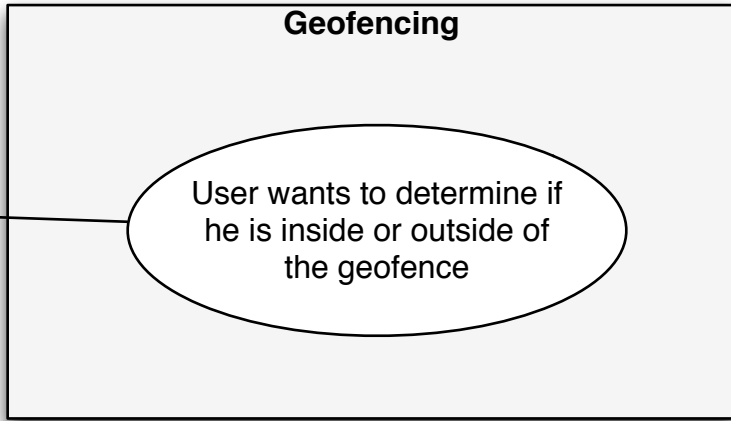 Geofencing
User wants to determine if
he is inside or outside of
the geofence